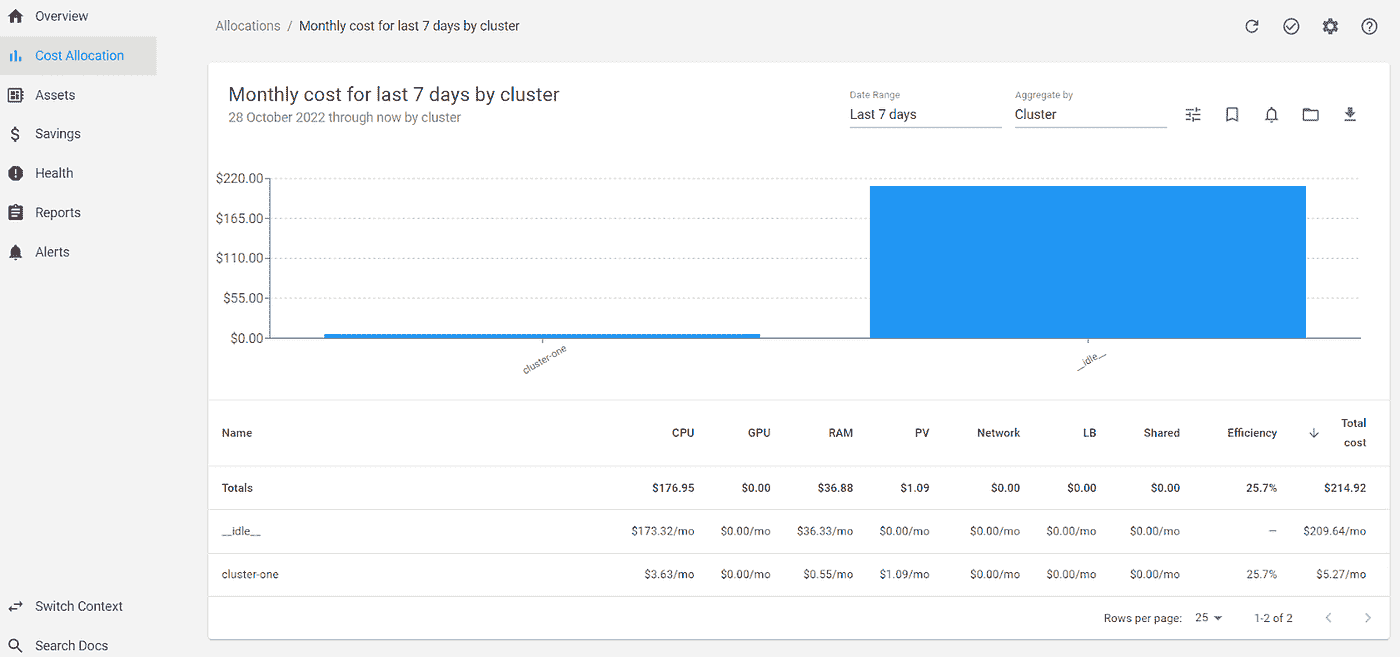 Overview
Cost Allocation
Assets
Savings
Health
Reports
Alerts
Switch Context
Search Docs
Allocations / Monthly cost for last 7 days by cluster
Monthly cost for last 7 days by cluster
28 October 2022 through now by cluster
Date Range
Last 7 days
Aggregate by
Cluster
$220.00
$165.00
$110.00
$55.00
$0.00
cluster-one
__idle__
Name CPU GPU RAM PV Network LB Shared Efficiency Total cost
Totals $176.95 $0.00 $36.88 $1.09 $0.00 $0.00 $0.00 25.7% $214.92
__idle__ $173.32/mo $0.00/mo $36.33/mo $0.00/mo $0.00/mo $0.00/mo $0.00/mo — $209.64/mo
cluster-one $3.63/mo $0.00/mo $0.55/mo $1.09/mo $0.00/mo $0.00/mo $0.00/mo 25.7% $5.27/mo
Rows per page: 25 1-2 of 2